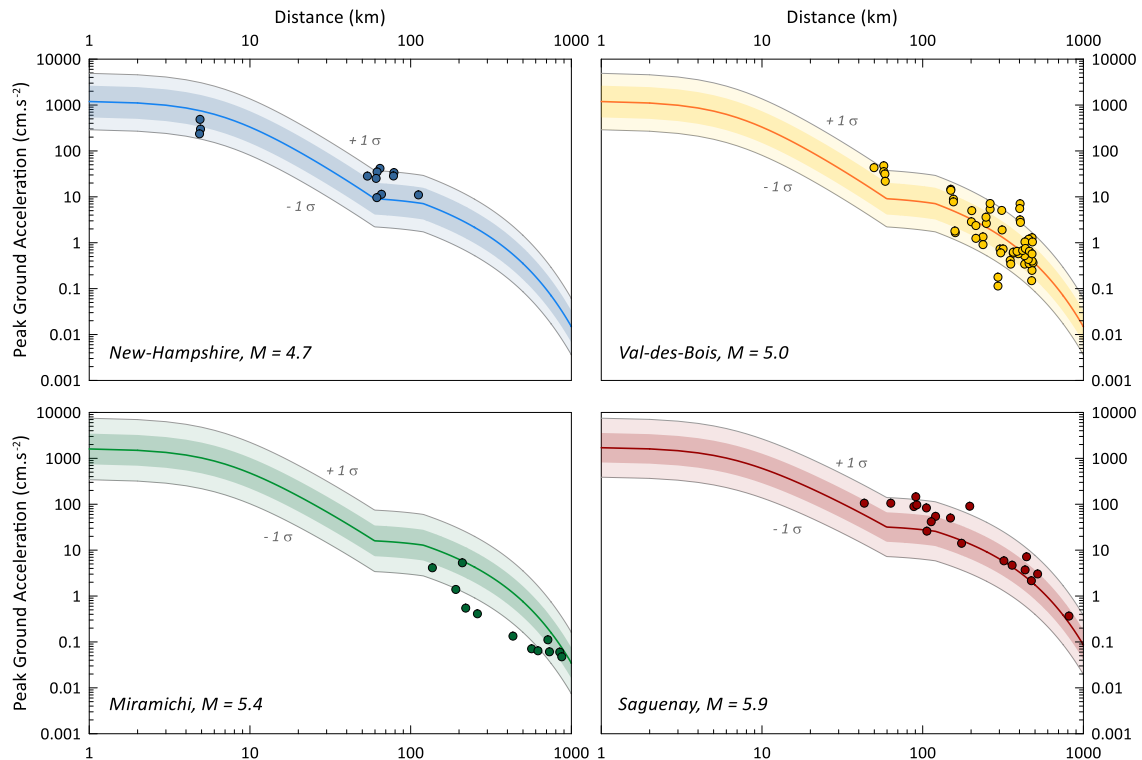 Distance (km)
Distance (km)
1 10 100 1000
1 10 100 1000
Peak Ground Acceleration (cm.s-2)
10000
1000
100
10
1
0.1
0.01
0.001
+ 1 σ
- 1 σ
New-Hampshire, M = 4.7
+ 1 σ
- 1 σ
Val-des-Bois, M = 5.0
10000
1000
100
10
1
0.1
0.01
0.001
Peak Ground Acceleration (cm.s-2)
10000
1000
100
10
1
0.1
0.01
0.001
+ 1 σ
- 1 σ
Miramichi, M = 5.4
+ 1 σ
- 1 σ
Saguenay, M = 5.9
10000
1000
100
10
1
0.1
0.01
0.001
1 10 100 1000
1 10 100 1000